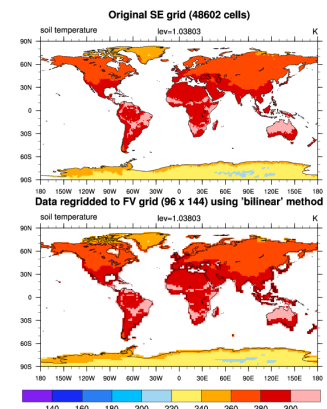 Original SE grid (48602 cells)
soil temperature lev=1.03803 K
90N
60N
30N
0
30S
60S
90S
180 150W 120W 90W 60W 30W 0 30E 60E 90E 120E 150E 180
Data regridded to FV grid (96 x 144) using 'bilinear' method
soil temperature lev=1.03803 K
90N
60N
30N
0
30S
60S
90S
180 150W 120W 90W 60W 30W 0 30E 60E 90E 120E 150E 180
140 160 180 200 220 240 260 280 300